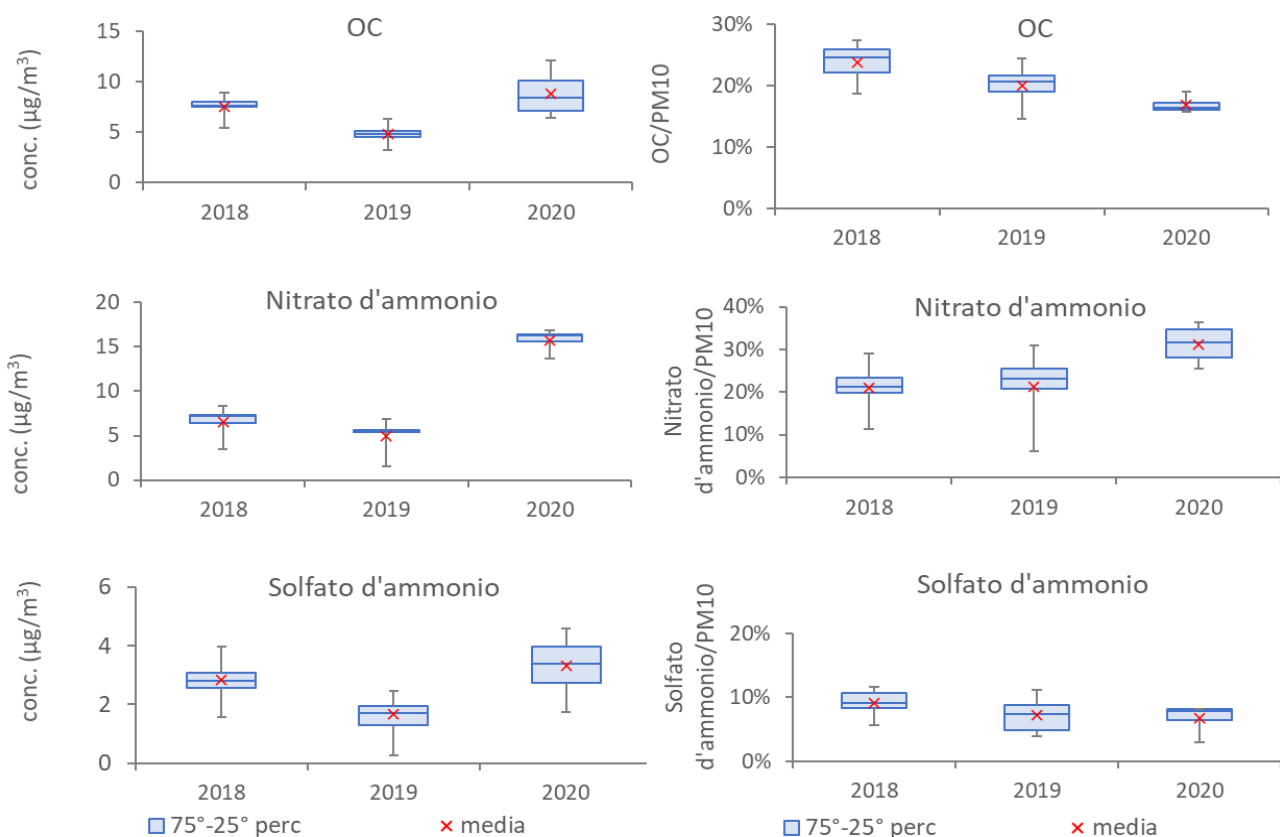 OC
conc. (µg/m³)
15
10
5
0
2018
2019
2020
OC
OC/PM10
30%
20%
10%
0%
2018
2019
2020
Nitrato d'ammonio
conc. (µg/m³)
20
15
10
5
0
2018
2019
2020
Nitrato d'ammonio
Nitrato
d'ammonio/PM10
40%
30%
20%
10%
0%
2018
2019
2020
Solfato d'ammonio
conc. (µg/m³)
6
4
2
0
2018
2019
2020
75°-25° perc
media
Solfato d'ammonio
Solfato
d'ammonio/PM10
20%
10%
0%
2018
2019
2020
75°-25° perc
media